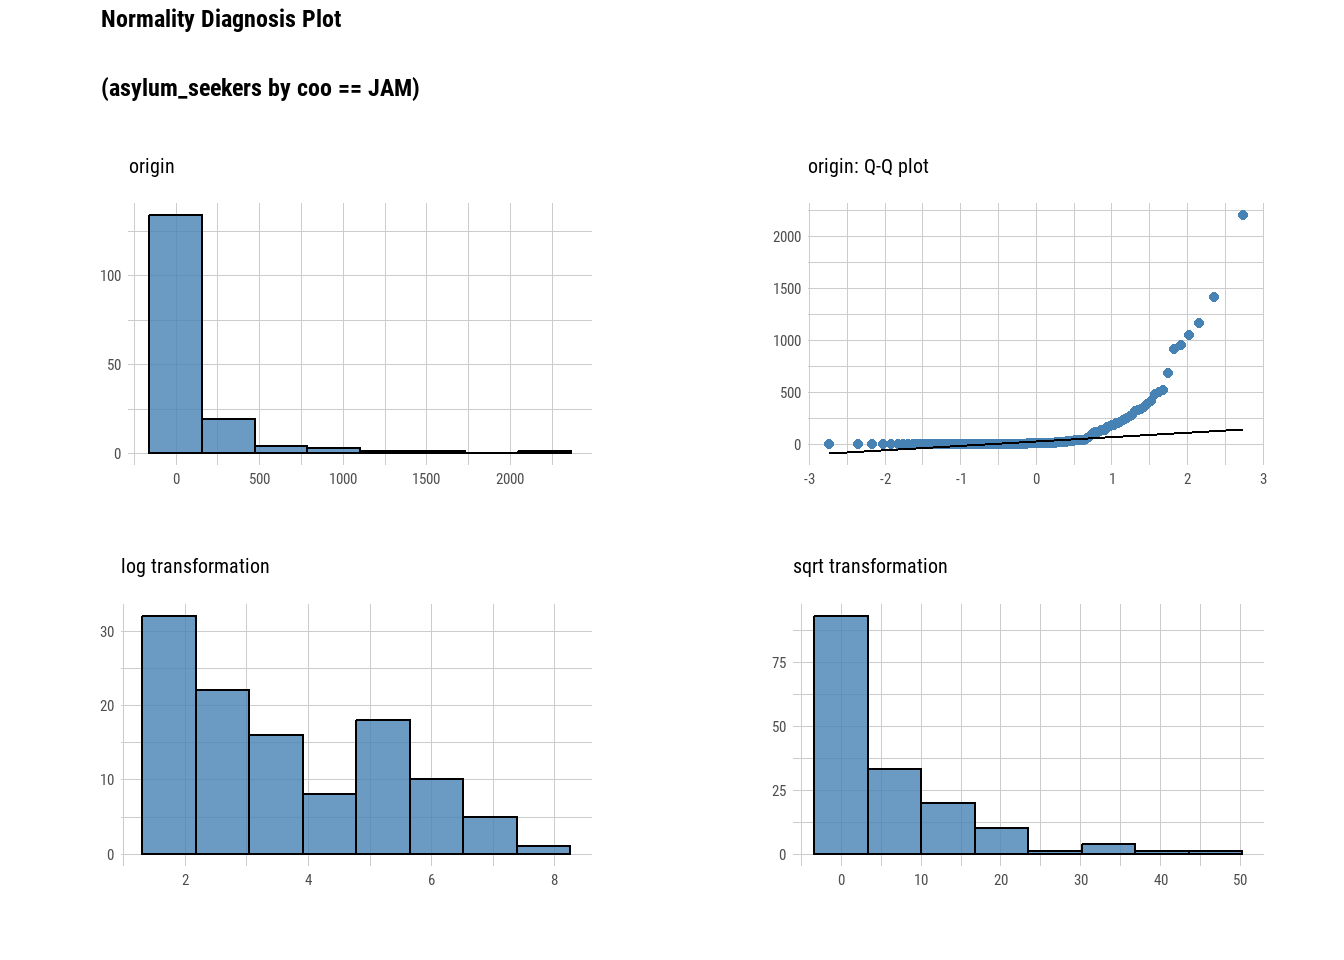 Normality Diagnosis Plot
(asylum_seekers by coo == JAM)
origin
100
50
0
0 500 1000 1500 2000
origin: Q-Q plot
2000
1500
1000
500
0
-3 -2 -1 0 1 2 3
log transformation
30
20
10
0
2 4 6 8
sqrt transformation
75
50
25
0
0 10 20 30 40 50